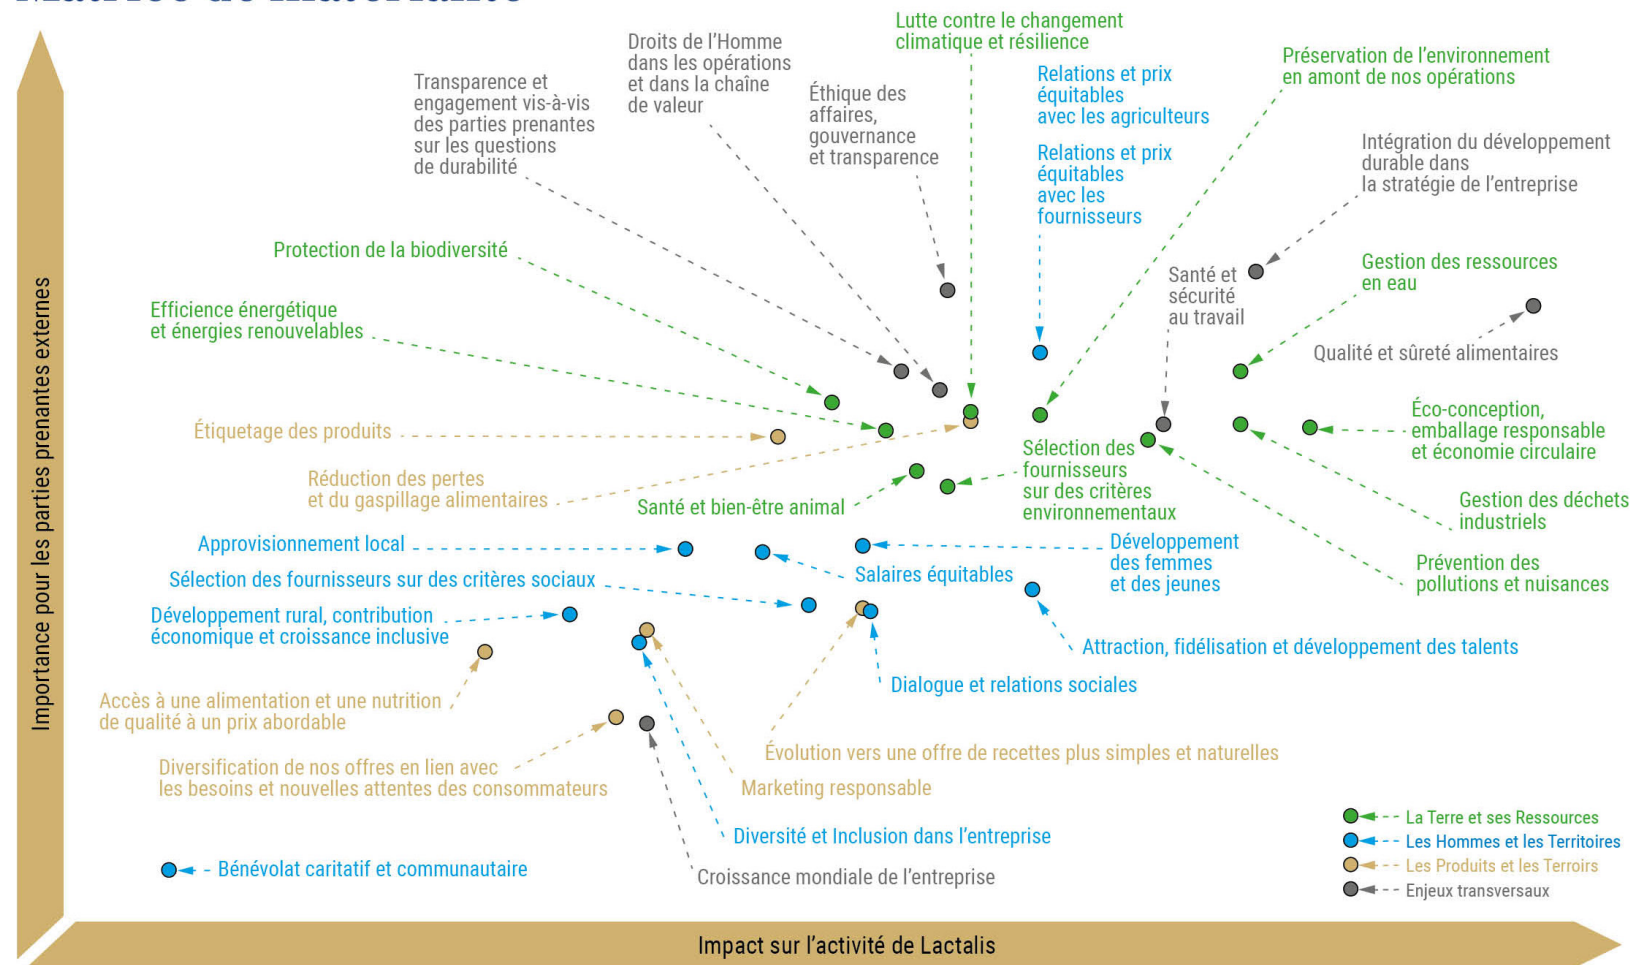 Matrice de matérialité
Lutte contre le changement
climatique et résilience
Droits de l'Homme
dans les opérations
et dans la chaîne
de valeur
Préservation de l'environnement
en amont de nos opérations
Transparence et
engagement vis-à-vis
des parties prenantes
sur les questions
de durabilité
Éthique des
affaires,
gouvernance
et transparence
Relations et prix
équitables
avec les agriculteurs
Relations et prix
équitables
avec les
fournisseurs
Intégration du développement
durable dans
la stratégie de l'entreprise
Protection de la biodiversité
Gestion des ressources
en eau
Santé et
sécurité
au travail
Efficience énergétique
et énergies renouvelables
Qualité et sûreté alimentaires
Étiquetage des produits
Éco-conception,
emballage responsable
et économie circulaire
Réduction des pertes
et du gaspillage alimentaires
Santé et bien-être animal
Sélection des
fournisseurs
sur des critères
environnementaux
Gestion des déchets
industriels
Approvisionnement local
Développement
des femmes
et des jeunes
Prévention des
pollutions et nuisances
Salaires équitables
Sélection des fournisseurs sur des critères sociaux
Développement rural, contribution
économique et croissance inclusive
Attraction, fidélisation et développement des talents
Dialogue et relations sociales
Accès à une alimentation et une nutrition
de qualité à un prix abordable
Évolution vers une offre de recettes plus simples et naturelles
Diversification de nos offres en lien avec
les besoins et nouvelles attentes des consommateurs
Marketing responsable
Diversité et Inclusion dans l'entreprise
Bénévolat caritatif et communautaire
Croissance mondiale de l'entreprise
La Terre et ses Ressources
Les Hommes et les Territoires
Les Produits et les Terroirs
Enjeux transversaux
Importance pour les parties prenantes externes
Impact sur l'activité de Lactalis